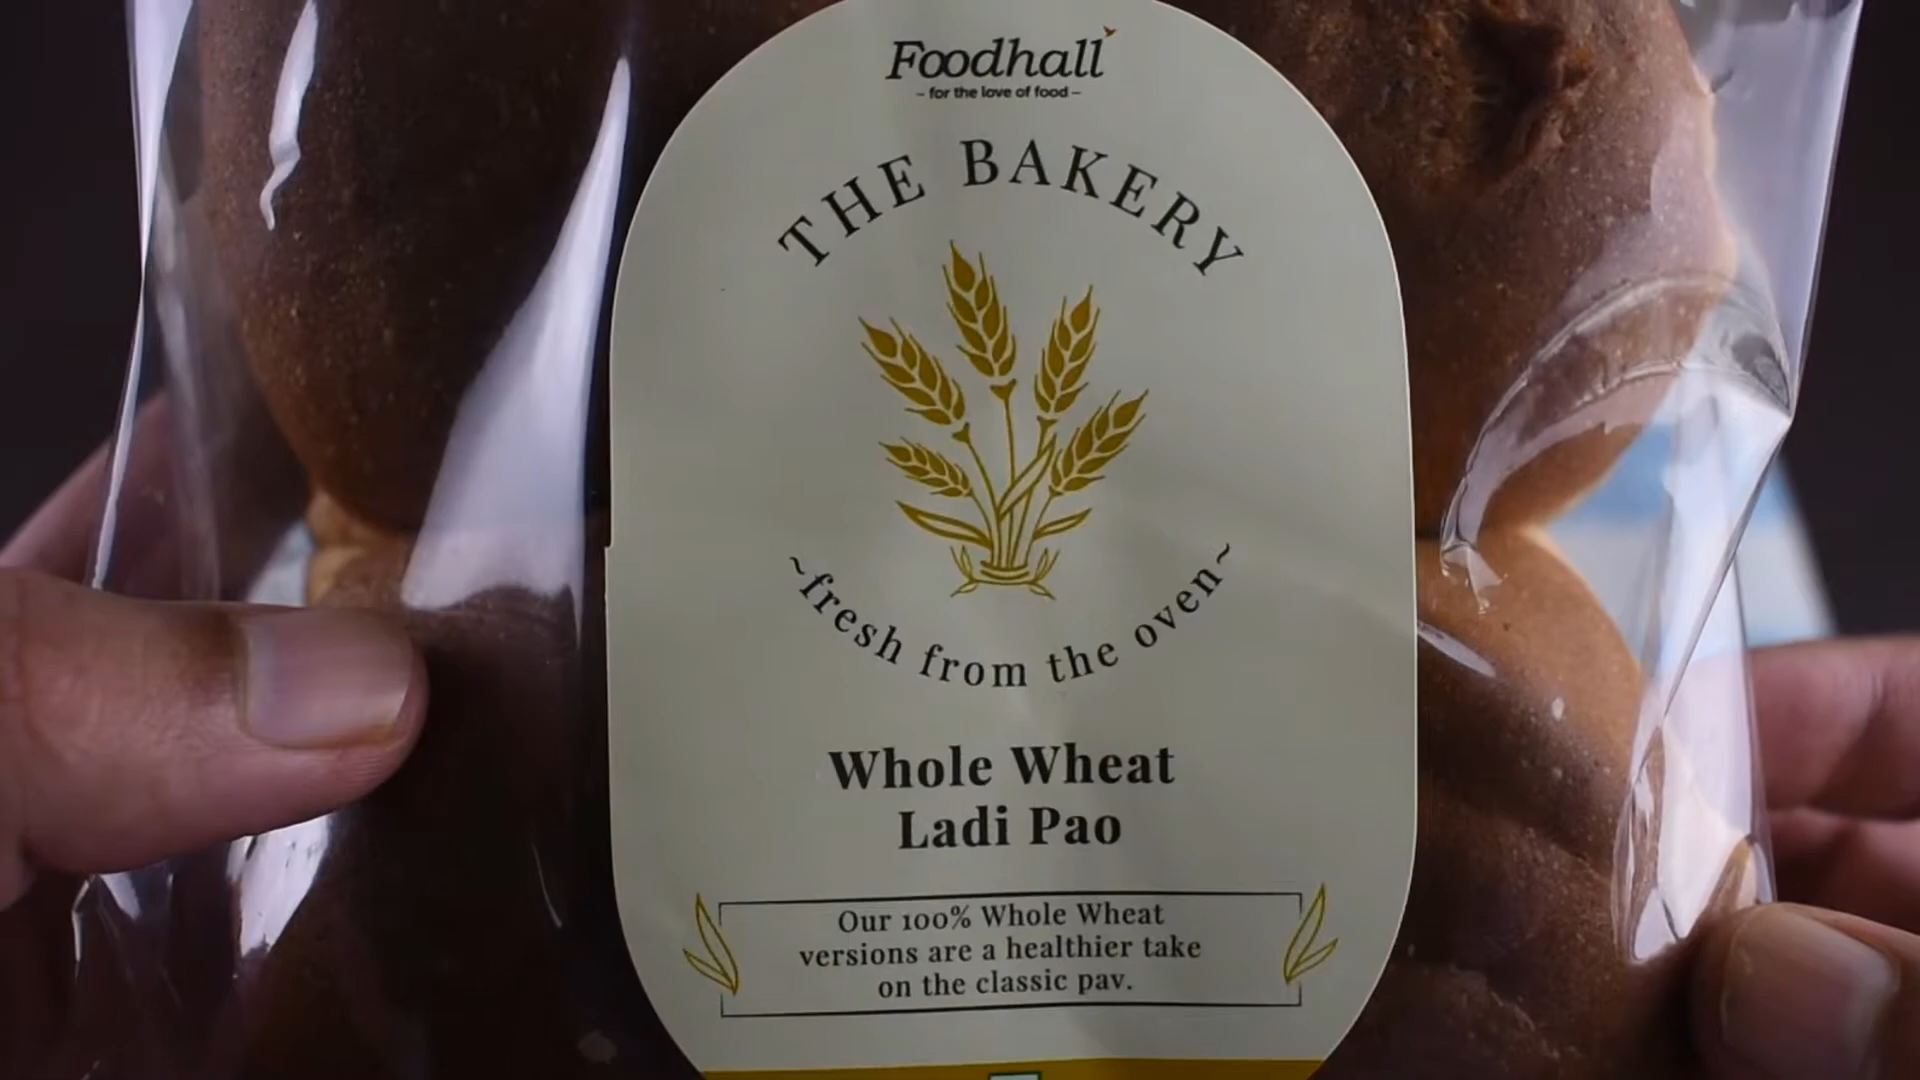 Foodhall
- for the love of food -
THE BAKERY
~fresh from the oven~
Whole Wheat
Ladi Pao
Our 100% Whole Wheat
versions are a healthier take
on the classic pav.